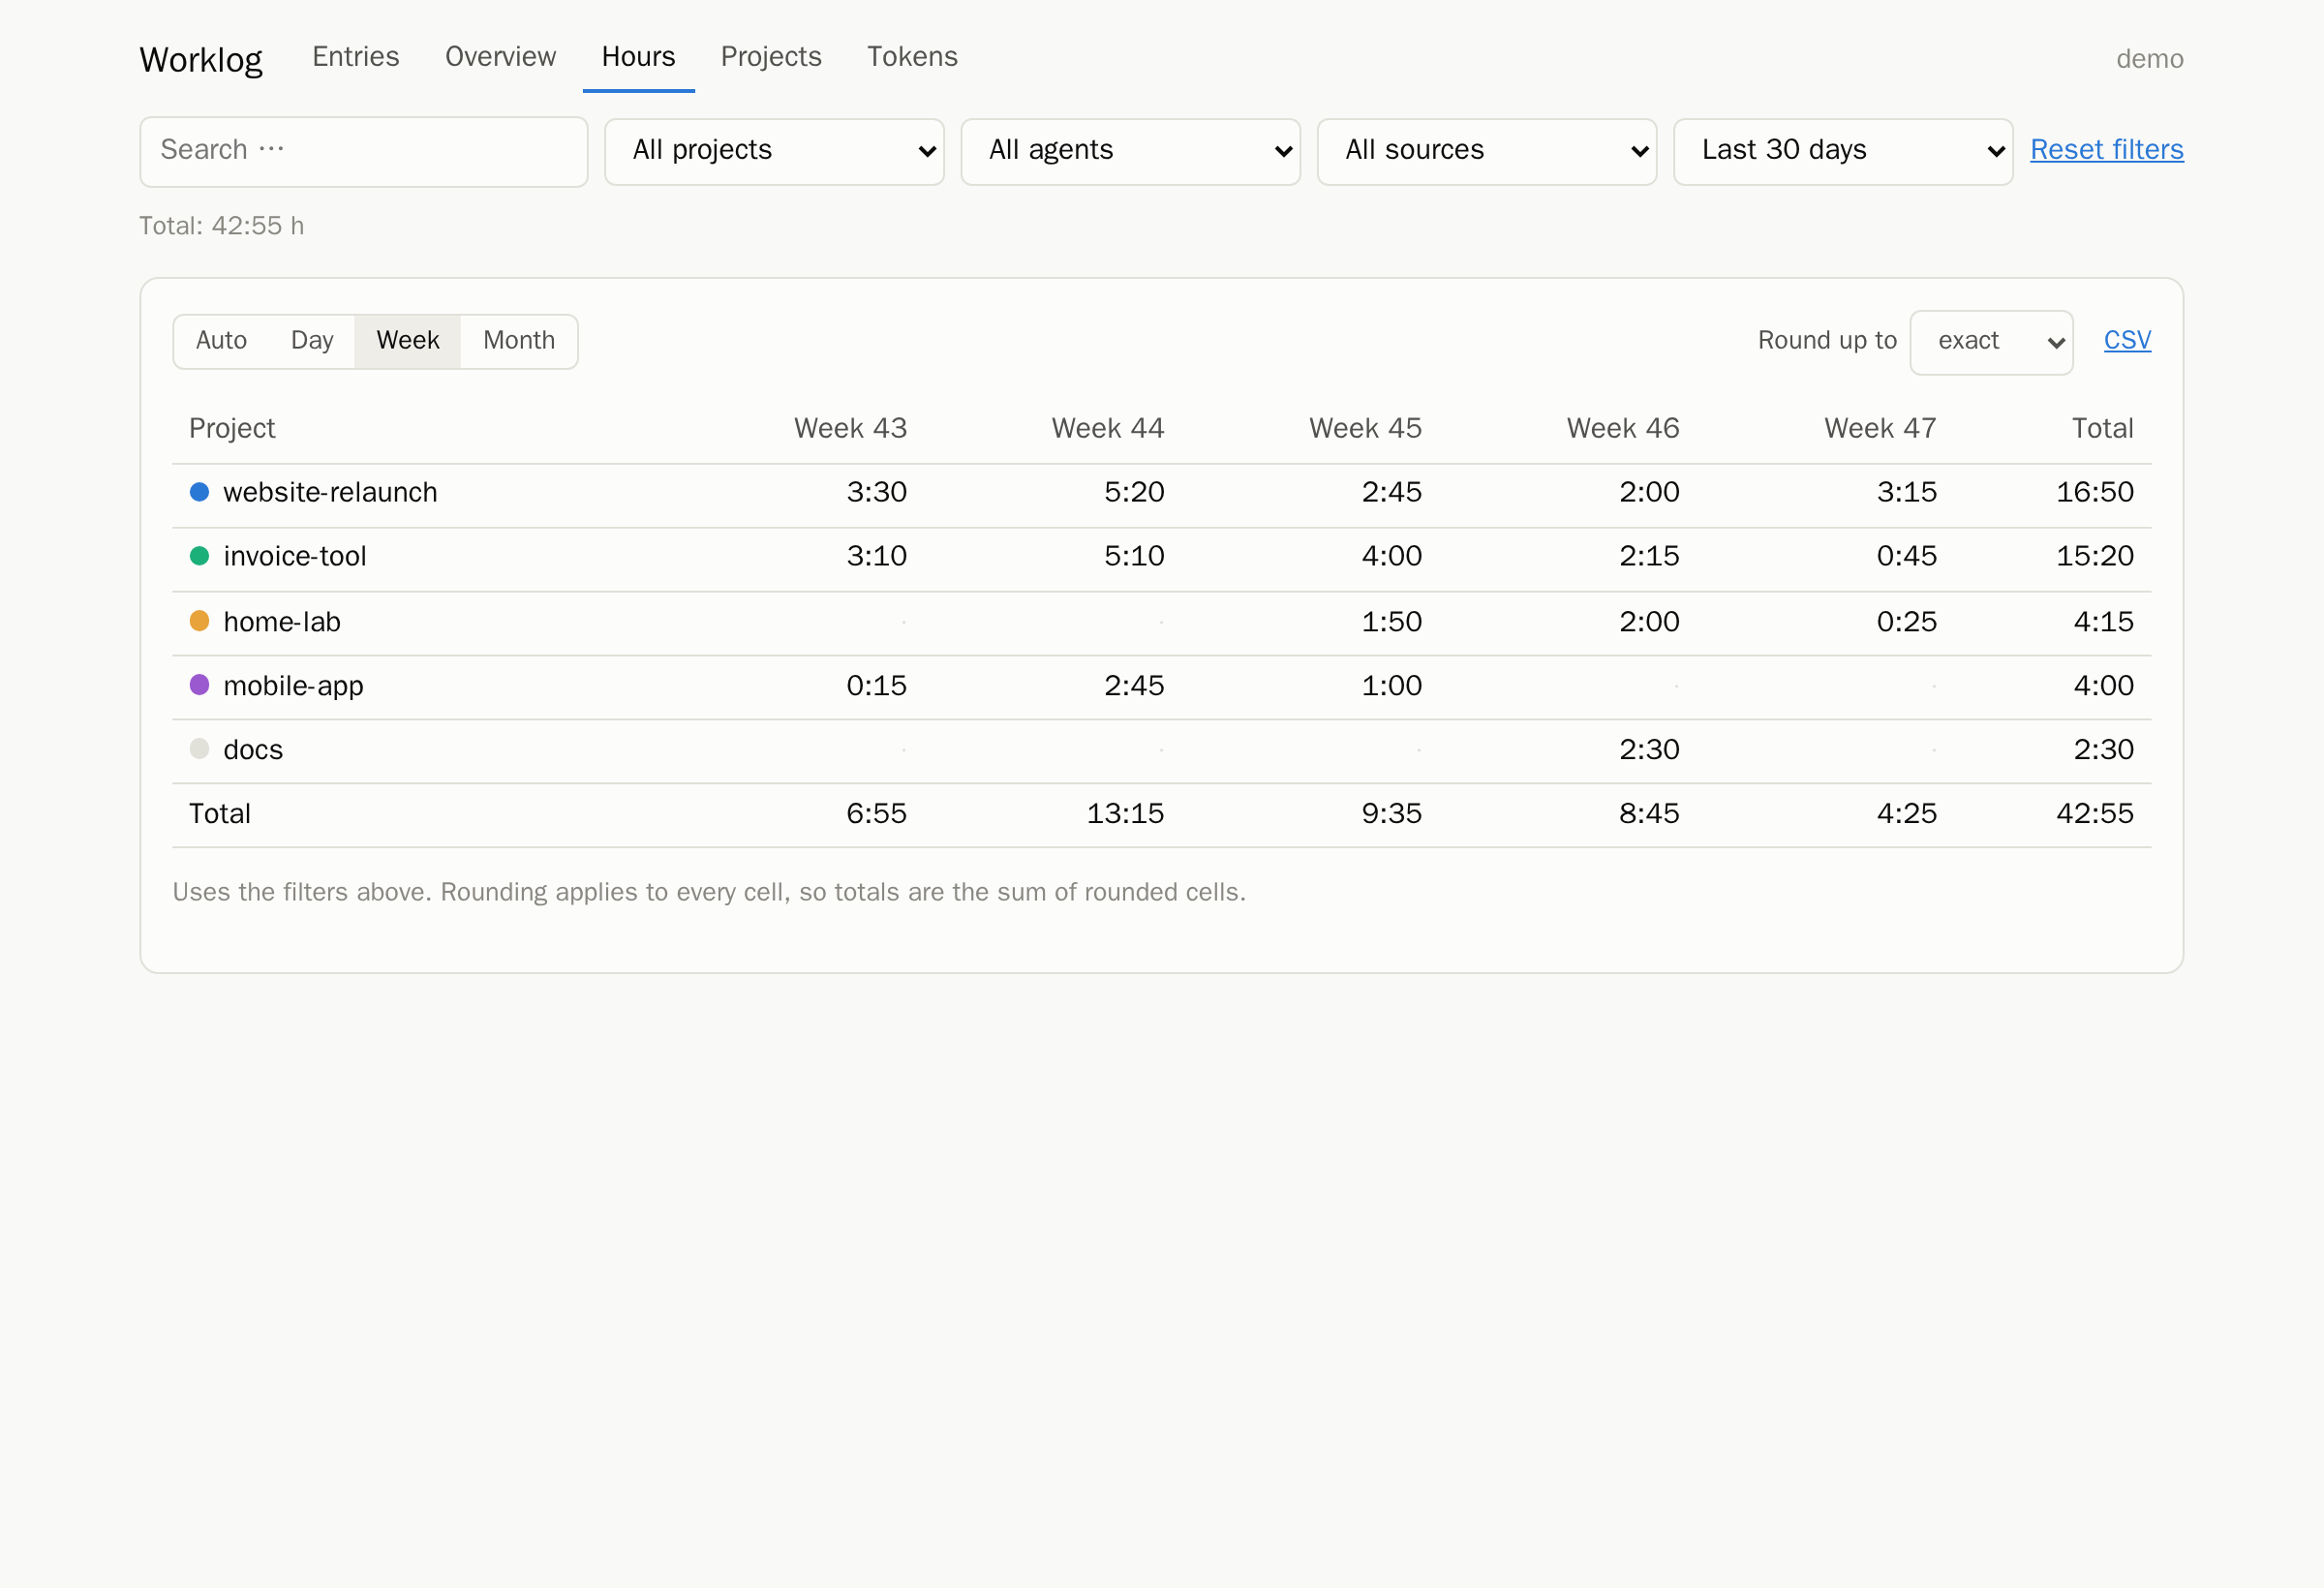 Worklog Entries Overview Hours Projects Tokens demo
Search ··· All projects All agents All sources Last 30 days Reset filters
Total: 42:55 h
Auto Day Week Month Round up to exact CSV
Project Week 43 Week 44 Week 45 Week 46 Week 47 Total
website-relaunch 3:30 5:20 2:45 2:00 3:15 16:50
invoice-tool 3:10 5:10 4:00 2:15 0:45 15:20
home-lab · · 1:50 2:00 0:25 4:15
mobile-app 0:15 2:45 1:00 · · 4:00
docs · · · 2:30 · 2:30
Total 6:55 13:15 9:35 8:45 4:25 42:55
Uses the filters above. Rounding applies to every cell, so totals are the sum of rounded cells.